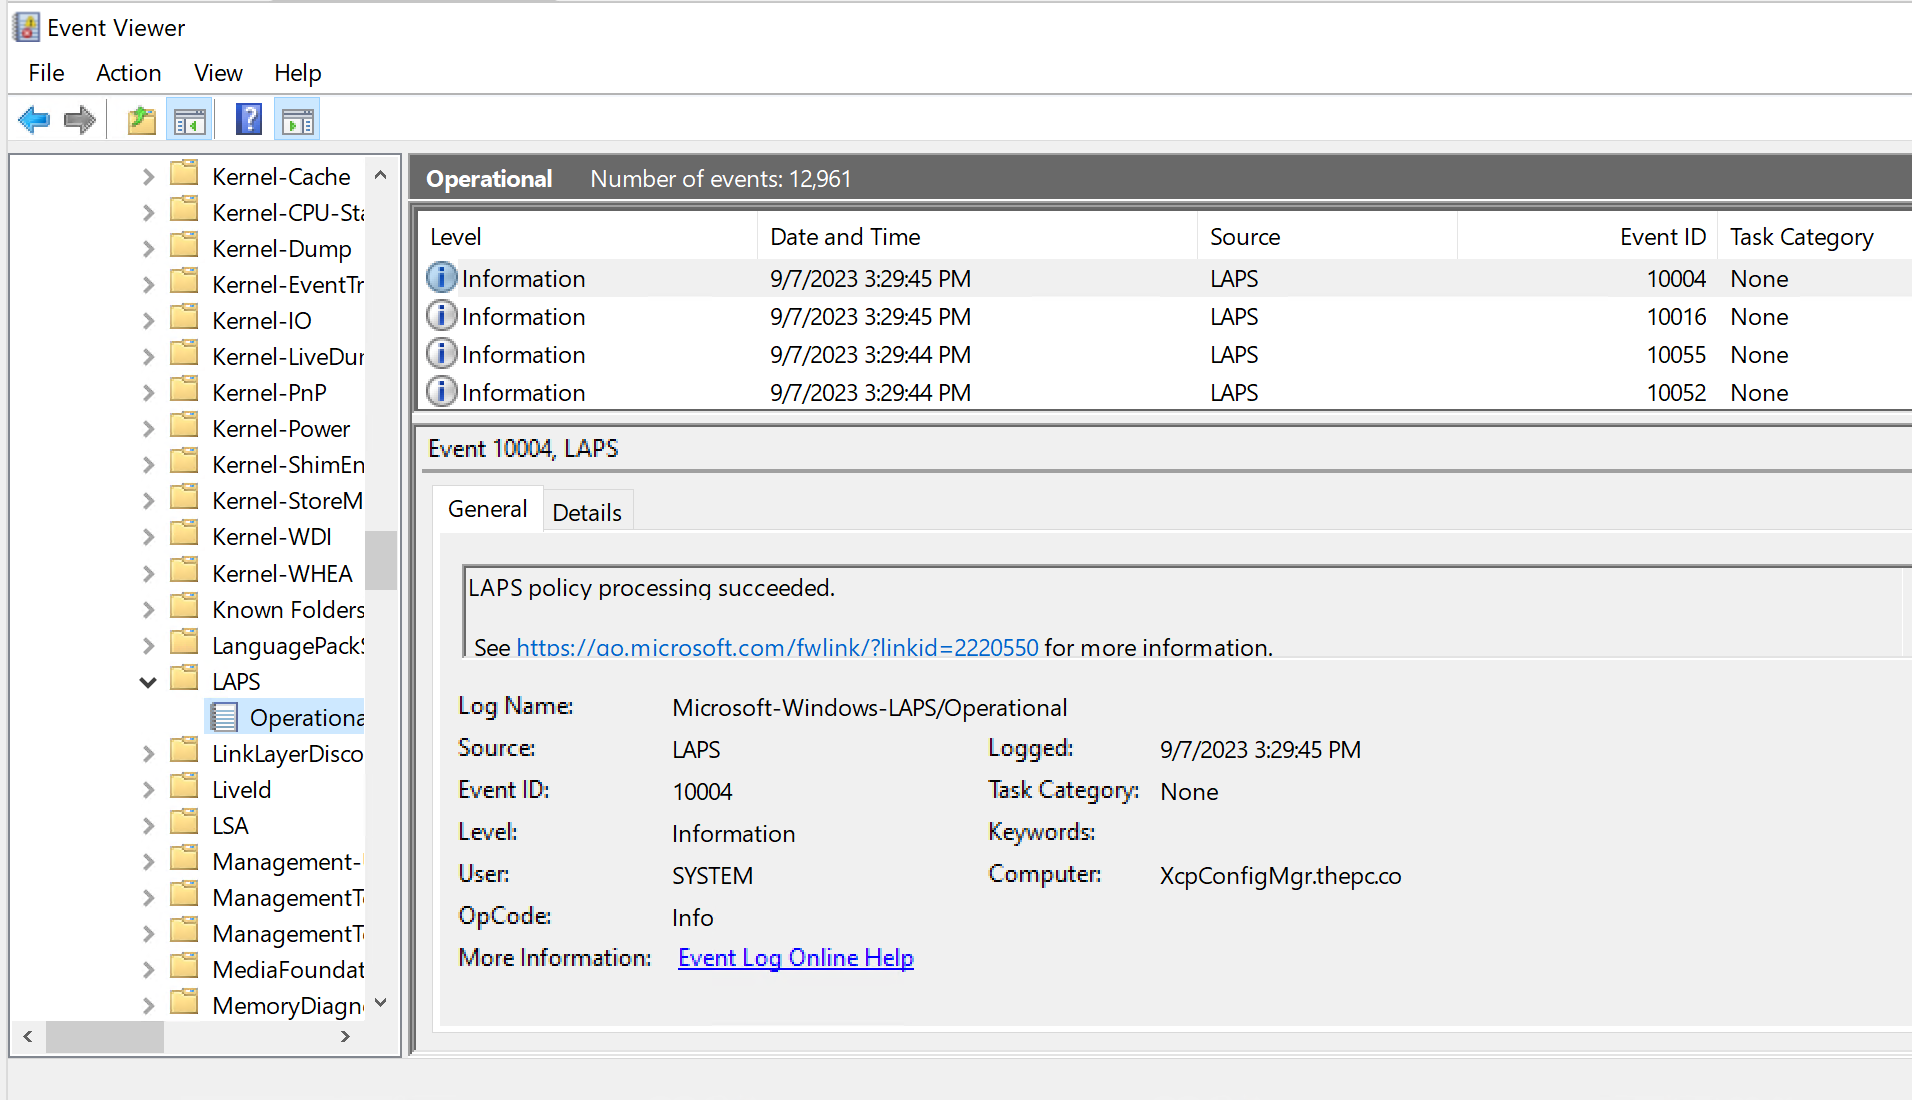 Event Viewer
File Action View Help
Kernel-Cache
Kernel-CPU-Sta
Kernel-Dump
Kernel-EventTr
Kernel-IO
Kernel-LiveDur
Kernel-PnP
Kernel-Power
Kernel-ShimEn
Kernel-StoreM
Kernel-WDI
Kernel-WHEA
Known Folders
LanguagePackS
LAPS
Operationa
LinkLayerDisco
LiveId
LSA
Management-
ManagementTo
ManagementTo
MediaFoundat
MemoryDiagn
Operational Number of events: 12,961
Level Date and Time Source Event ID Task Category
Information 9/7/2023 3:29:45 PM LAPS 10004 None
Information 9/7/2023 3:29:45 PM LAPS 10016 None
Information 9/7/2023 3:29:44 PM LAPS 10055 None
Information 9/7/2023 3:29:44 PM LAPS 10052 None
Event 10004, LAPS
General Details
LAPS policy processing succeeded.
See https://go.microsoft.com/fwlink/?linkid=2220550 for more information.
Log Name: Microsoft-Windows-LAPS/Operational
Source: LAPS Logged: 9/7/2023 3:29:45 PM
Event ID: 10004 Task Category: None
Level: Information Keywords:
User: SYSTEM Computer: XcpConfigMgr.thepc.co
OpCode: Info
More Information: Event Log Online Help